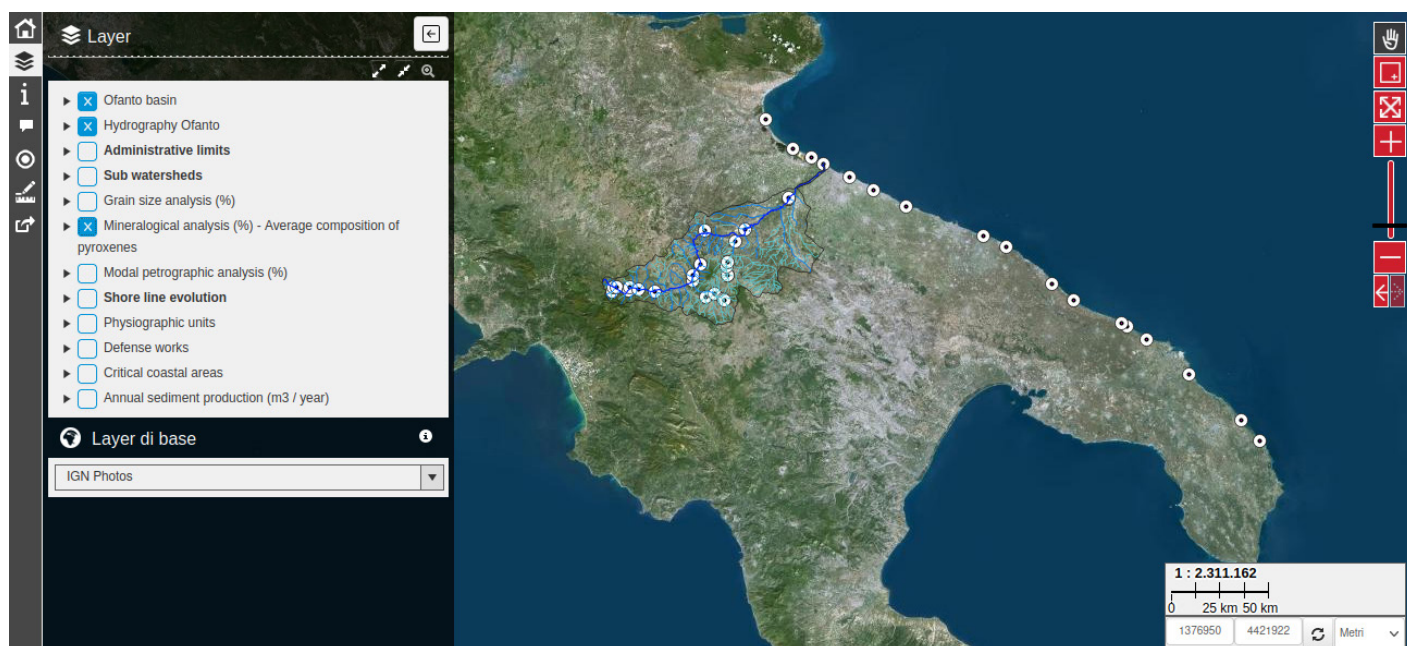 Layer
Ofanto basin
Hydrography Ofanto
Administrative limits
Sub watersheds
Grain size analysis (%)
Mineralogical analysis (%) - Average composition of
pyroxenes
Modal petrographic analysis (%)
Shore line evolution
Physiographic units
Defense works
Critical coastal areas
Annual sediment production (m3 / year)
Layer di base
IGN Photos
1 : 2.311.162
0 25 km 50 km
1376950 4421922 Metri